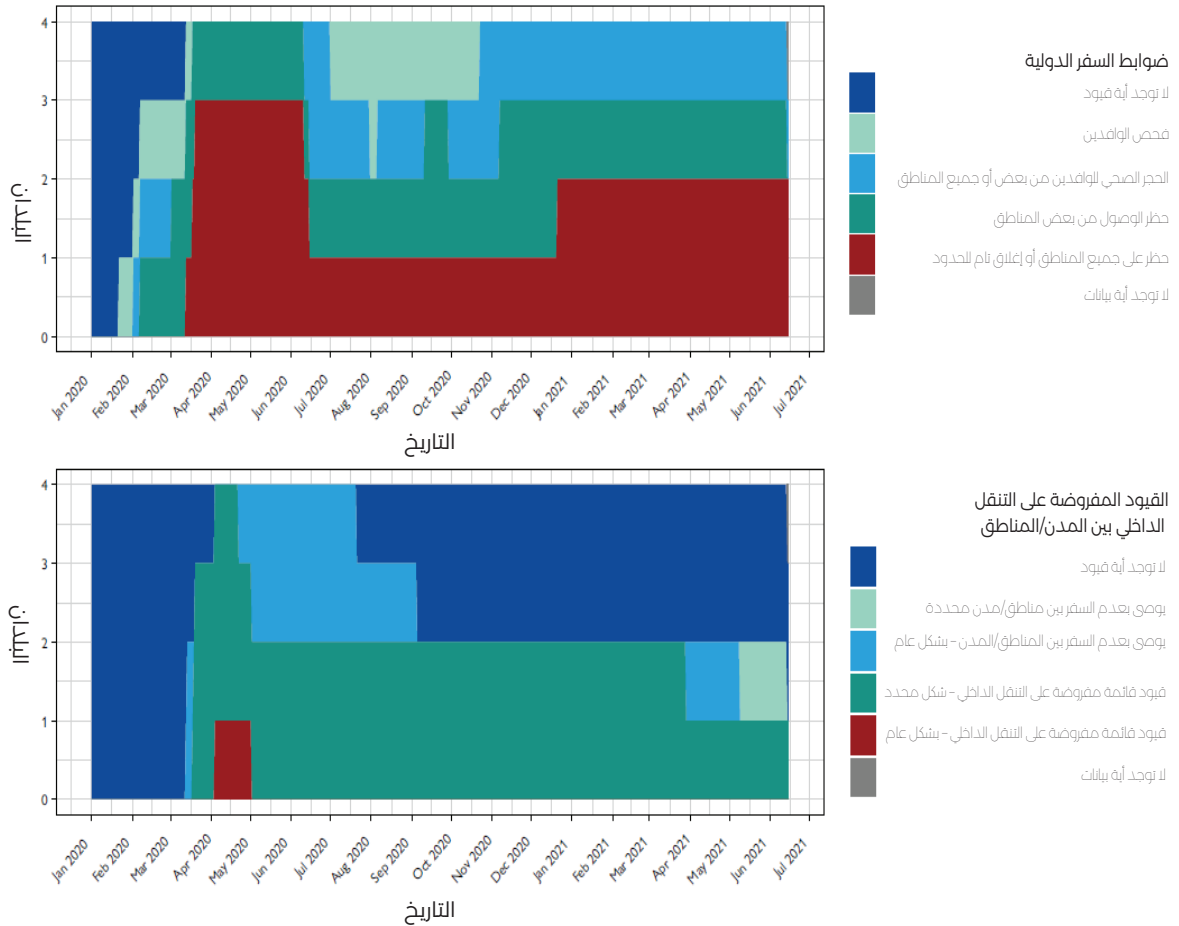 ضوابط السفر الدولية
لا توجد أية قيود
فحص الوافدين
الحجر الصحي للوافدين من بعض أو جميع المناطق
حظر الوصول من بعض المناطق
حظر على جميع المناطق أو إغلاق تام للحدود
لا توجد أية بيانات
4
3
2
1
0
البلدان
Jan 2020
Feb 2020
Mar 2020
Apr 2020
May 2020
Jun 2020
Jul 2020
Aug 2020
Sep 2020
Oct 2020
Nov 2020
Dec 2020
Jan 2021
Feb 2021
Mar 2021
Apr 2021
May 2021
Jun 2021
Jul 2021
التاريخ
القيود المفروضة على التنقل
الداخلي بين المدن/المناطق
لا توجد أية قيود
يوصى بعدم السفر بين مناطق/مدن محددة
يوصى بعدم السفر بين المناطق/المدن – بشكل عام
قيود قائمة مفروضة على التنقل الداخلي – شكل محدد
قيود قائمة مفروضة على التنقل الداخلي – بشكل عام
لا توجد أية بيانات
4
3
2
1
0
البلدان
Jan 2020
Feb 2020
Mar 2020
Apr 2020
May 2020
Jun 2020
Jul 2020
Aug 2020
Sep 2020
Oct 2020
Nov 2020
Dec 2020
Jan 2021
Feb 2021
Mar 2021
Apr 2021
May 2021
Jun 2021
Jul 2021
التاريخ